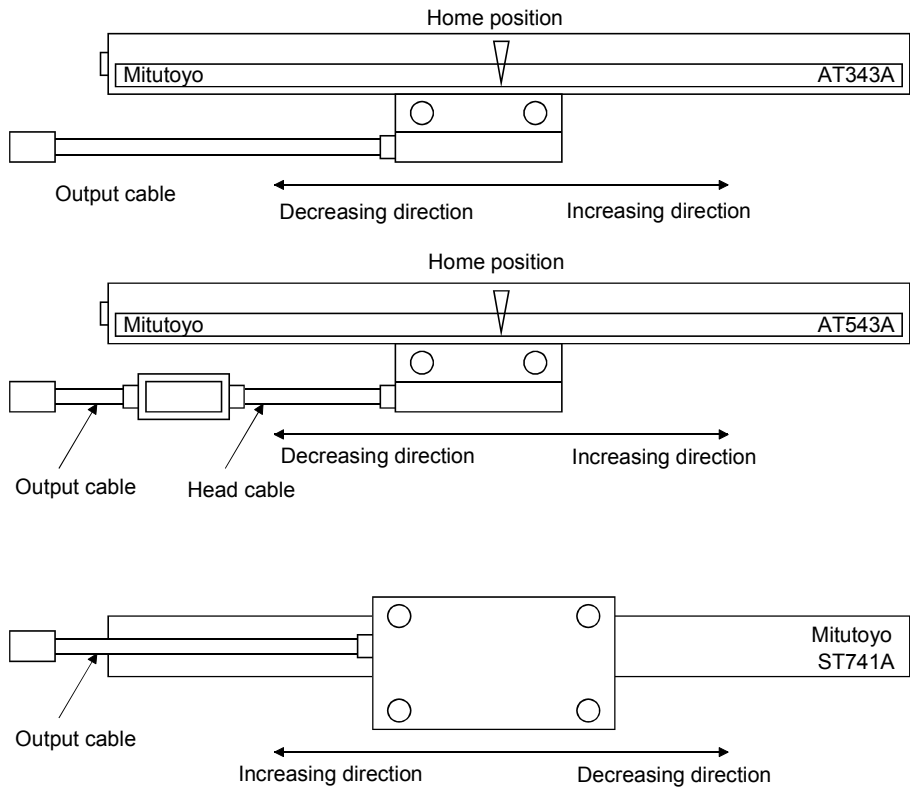 Home position
Mitutoyo AT343A
Output cable
Decreasing direction Increasing direction
Home position
Mitutoyo AT543A
Decreasing direction Increasing direction
Output cable Head cable
Mitutoyo
ST741A
Output cable
Increasing direction Decreasing direction